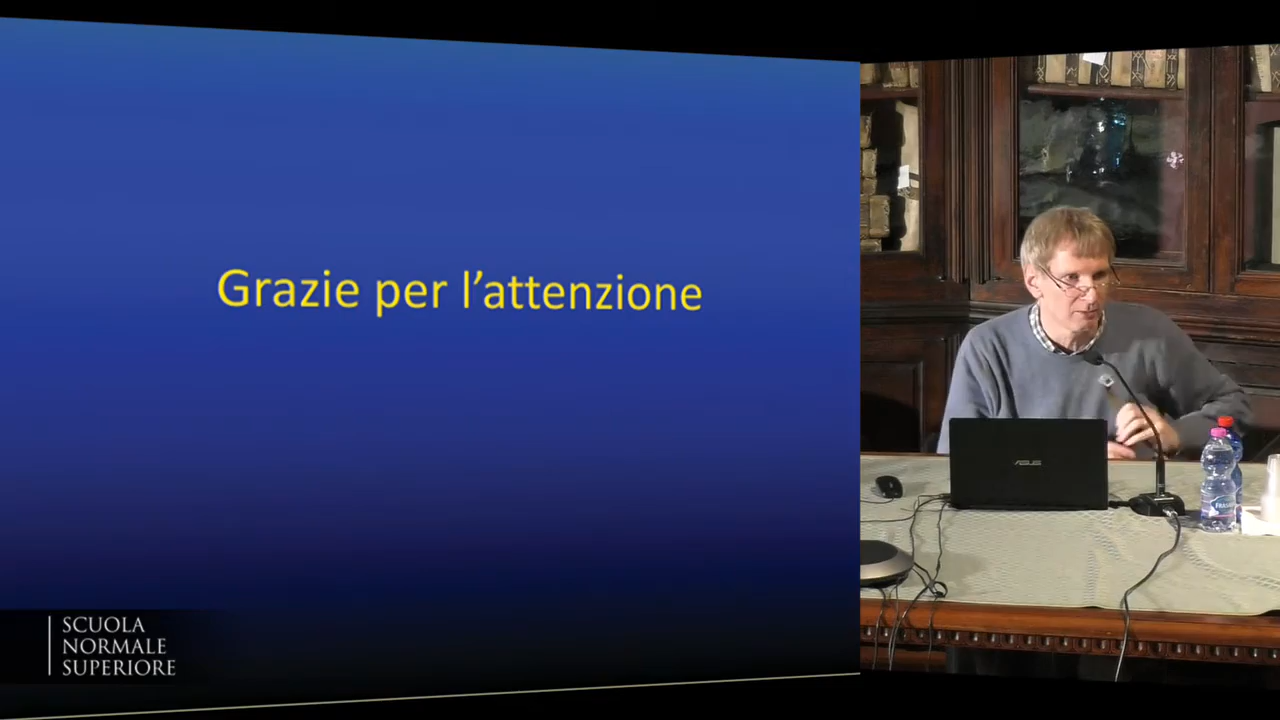 Grazie per l’attenzione
SCUOLA
NORMALE
SUPERIORE
ASUS